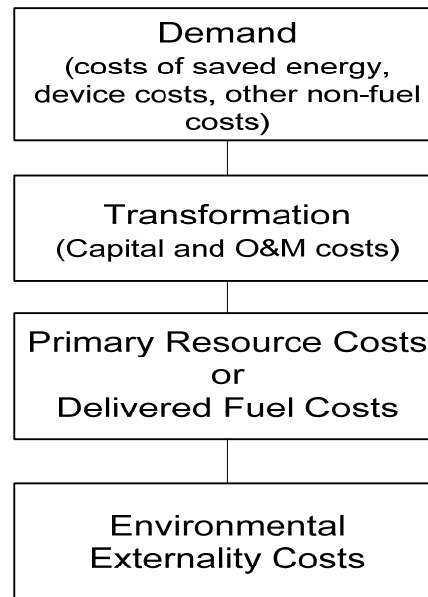 Demand
(costs of saved energy,
device costs, other non-fuel
costs)
Transformation
(Capital and O&M costs)
Primary Resource Costs
or
Delivered Fuel Costs
Environmental
Externality Costs